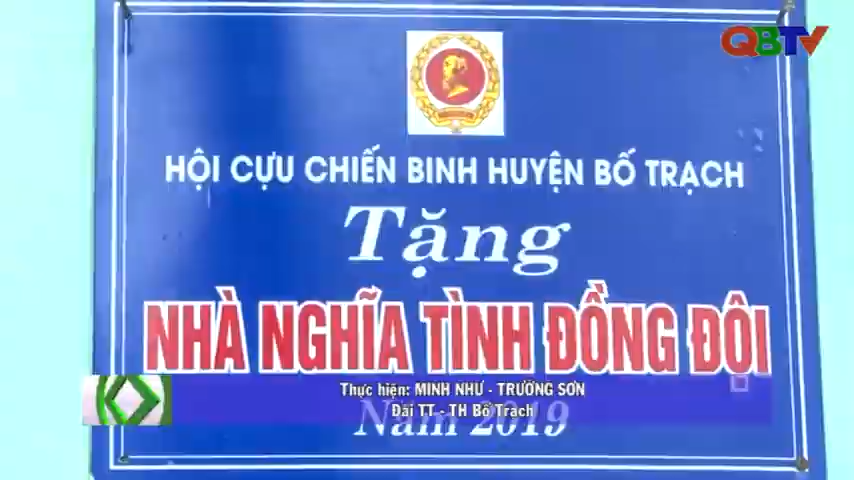 QBTV
HỘI CỰU CHIẾN BINH HUYỆN BỐ TRẠCH
Tặng
NHÀ NGHĨA TÌNH ĐỒNG ĐỘI
Thực hiện: MINH NHƯ - TRƯỜNG SƠN
Đài TT - TH Bố Trạch
Năm 2019